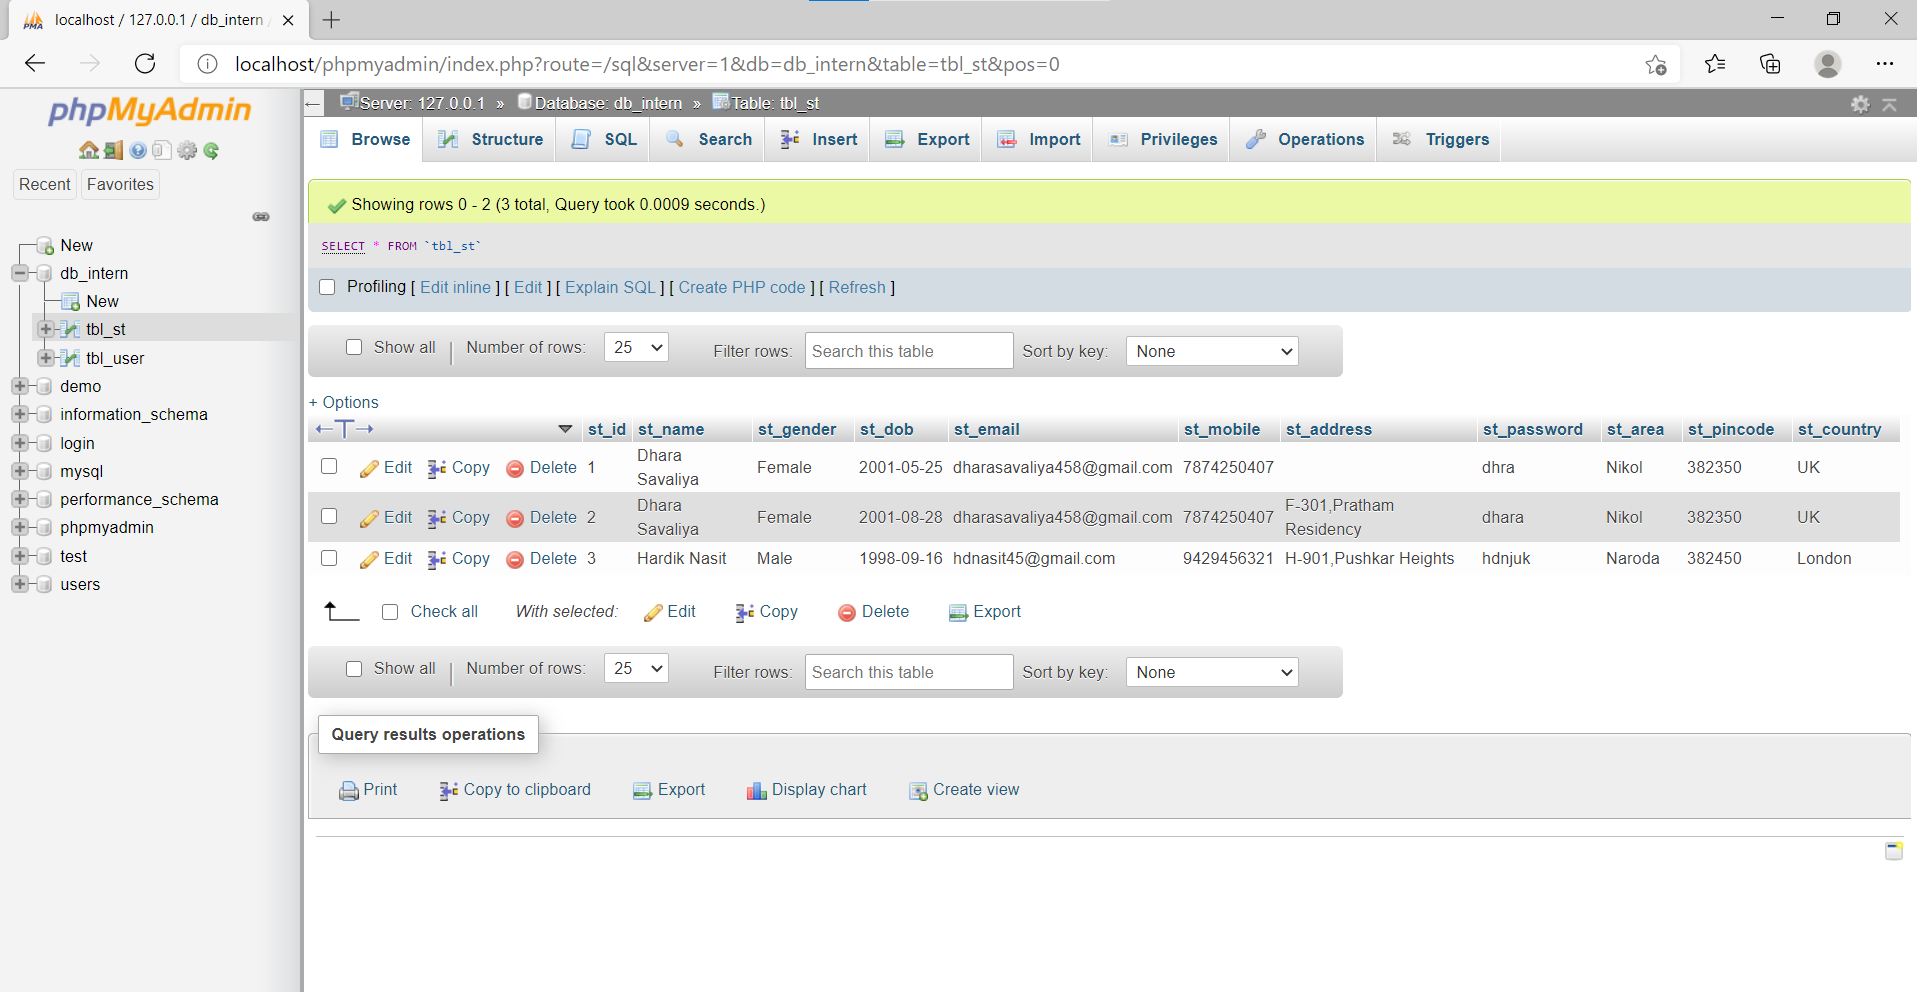 localhost / 127.0.0.1 / db_intern /
localhost/phpmyadmin/index.php?route=/sql&server=1&db=db_intern&table=tbl_st&pos=0
phpMyAdmin
Recent Favorites
New
db_intern
New
tbl_st
tbl_user
demo
information_schema
login
mysql
performance_schema
phpmyadmin
test
users
Server: 127.0.0.1 » Database: db_intern » Table: tbl_st
Browse Structure SQL Search Insert Export Import Privileges Operations Triggers
Showing rows 0 - 2 (3 total, Query took 0.0009 seconds.)
SELECT * FROM `tbl_st`
Profiling [ Edit inline ] [ Edit ] [ Explain SQL ] [ Create PHP code ] [ Refresh ]
Show all | Number of rows: 25 Filter rows: Search this table Sort by key: None
+ Options
←T→ st_id st_name st_gender st_dob st_email st_mobile st_address st_password st_area st_pincode st_country
Edit Copy Delete 1 Dhara Savaliya Female 2001-05-25 dharasavaliya458@gmail.com 7874250407 dhra Nikol 382350 UK
Edit Copy Delete 2 Dhara Savaliya Female 2001-08-28 dharasavaliya458@gmail.com 7874250407 F-301,Pratham Residency dhara Nikol 382350 UK
Edit Copy Delete 3 Hardik Nasit Male 1998-09-16 hdnasit45@gmail.com 9429456321 H-901,Pushkar Heights hdnjuk Naroda 382450 London
Check all With selected: Edit Copy Delete Export
Show all | Number of rows: 25 Filter rows: Search this table Sort by key: None
Query results operations
Print Copy to clipboard Export Display chart Create view